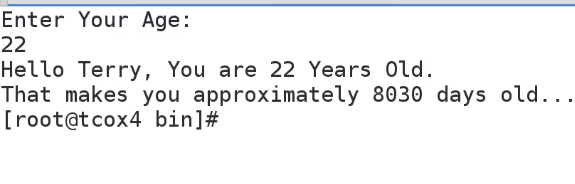 Enter Your Age:
22
Hello Terry, You are 22 Years Old.
That makes you approximately 8030 days old...
[root@tcox4 bin]#